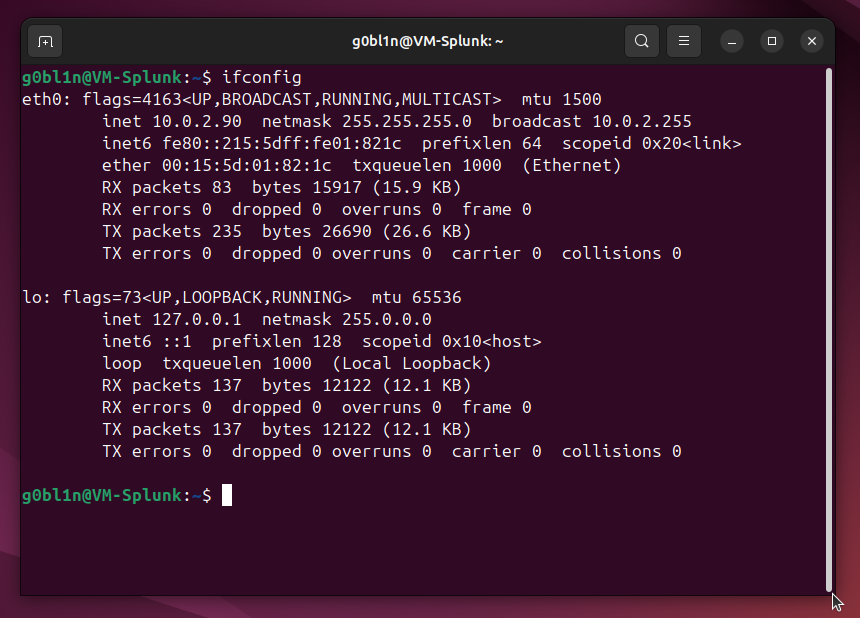 g0bl1n@VM-Splunk: ~
g0bl1n@VM-Splunk:~$ ifconfig
eth0: flags=4163<UP,BROADCAST,RUNNING,MULTICAST>  mtu 1500
        inet 10.0.2.90  netmask 255.255.255.0  broadcast 10.0.2.255
        inet6 fe80::215:5dff:fe01:821c  prefixlen 64  scopeid 0x20<link>
        ether 00:15:5d:01:82:1c  txqueuelen 1000  (Ethernet)
        RX packets 83  bytes 15917 (15.9 KB)
        RX errors 0  dropped 0  overruns 0  frame 0
        TX packets 235  bytes 26690 (26.6 KB)
        TX errors 0  dropped 0 overruns 0  carrier 0  collisions 0

lo: flags=73<UP,LOOPBACK,RUNNING>  mtu 65536
        inet 127.0.0.1  netmask 255.0.0.0
        inet6 ::1  prefixlen 128  scopeid 0x10<host>
        loop  txqueuelen 1000  (Local Loopback)
        RX packets 137  bytes 12122 (12.1 KB)
        RX errors 0  dropped 0  overruns 0  frame 0
        TX packets 137  bytes 12122 (12.1 KB)
        TX errors 0  dropped 0 overruns 0  carrier 0  collisions 0

g0bl1n@VM-Splunk:~$